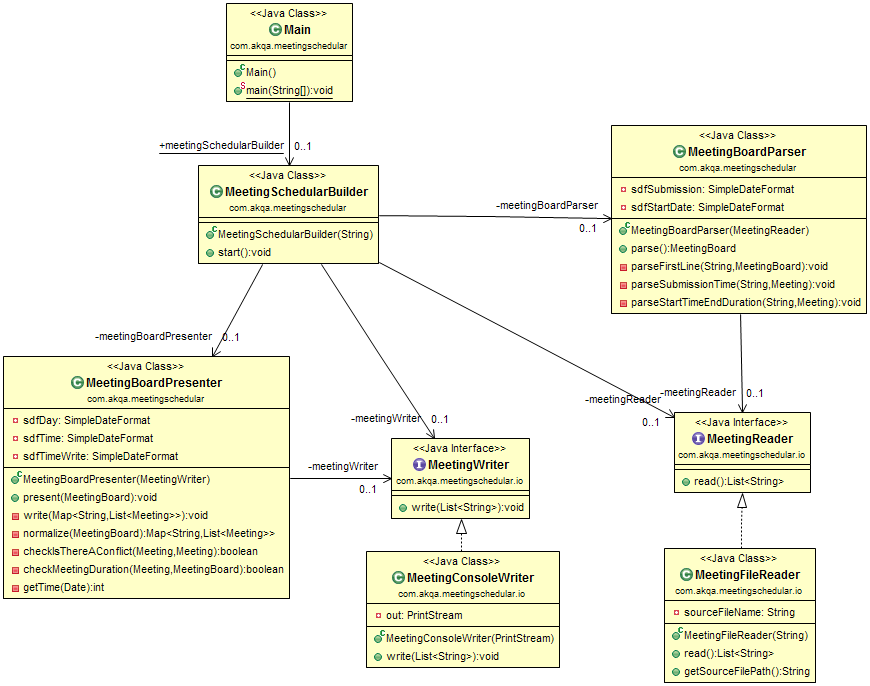 <<Java Class>>
C Main
com.akqa.meetingschedular
C Main()
S main(String[]):void
+meetingSchedularBuilder
0..1
<<Java Class>>
C MeetingSchedularBuilder
com.akqa.meetingschedular
C MeetingSchedularBuilder(String)
start():void
-meetingBoardParser
0..1
<<Java Class>>
C MeetingBoardParser
com.akqa.meetingschedular
sdfSubmission: SimpleDateFormat
sdfStartDate: SimpleDateFormat
C MeetingBoardParser(MeetingReader)
parse():MeetingBoard
parseFirstLine(String,MeetingBoard):void
parseSubmissionTime(String,Meeting):void
parseStartTimeEndDuration(String,Meeting):void
-meetingBoardPresenter
0..1
-meetingWriter
0..1
-meetingReader
0..1
-meetingReader
0..1
<<Java Class>>
C MeetingBoardPresenter
com.akqa.meetingschedular
sdfDay: SimpleDateFormat
sdfTime: SimpleDateFormat
sdfTimeWrite: SimpleDateFormat
C MeetingBoardPresenter(MeetingWriter)
present(MeetingBoard):void
write(Map<String,List<Meeting>>):void
normalize(MeetingBoard):Map<String,List<Meeting>>
checkIsThereAConflict(Meeting,Meeting):boolean
checkMeetingDuration(Meeting,MeetingBoard):boolean
getTime(Date):int
-meetingWriter
0..1
<<Java Interface>>
I MeetingWriter
com.akqa.meetingschedular.io
write(List<String>):void
<<Java Interface>>
I MeetingReader
com.akqa.meetingschedular.io
read():List<String>
<<Java Class>>
C MeetingConsoleWriter
com.akqa.meetingschedular.io
out: PrintStream
C MeetingConsoleWriter(PrintStream)
write(List<String>):void
<<Java Class>>
C MeetingFileReader
com.akqa.meetingschedular.io
sourceFileName: String
C MeetingFileReader(String)
read():List<String>
getSourceFilePath():String